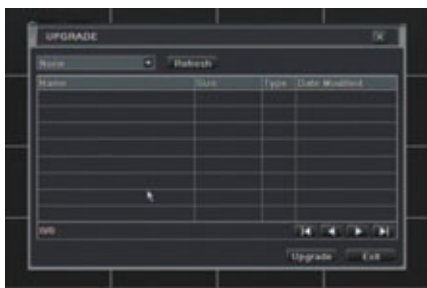 UPGRADE
None Refresh
Name Size Type Date Modified
0/0
Upgrade Exit